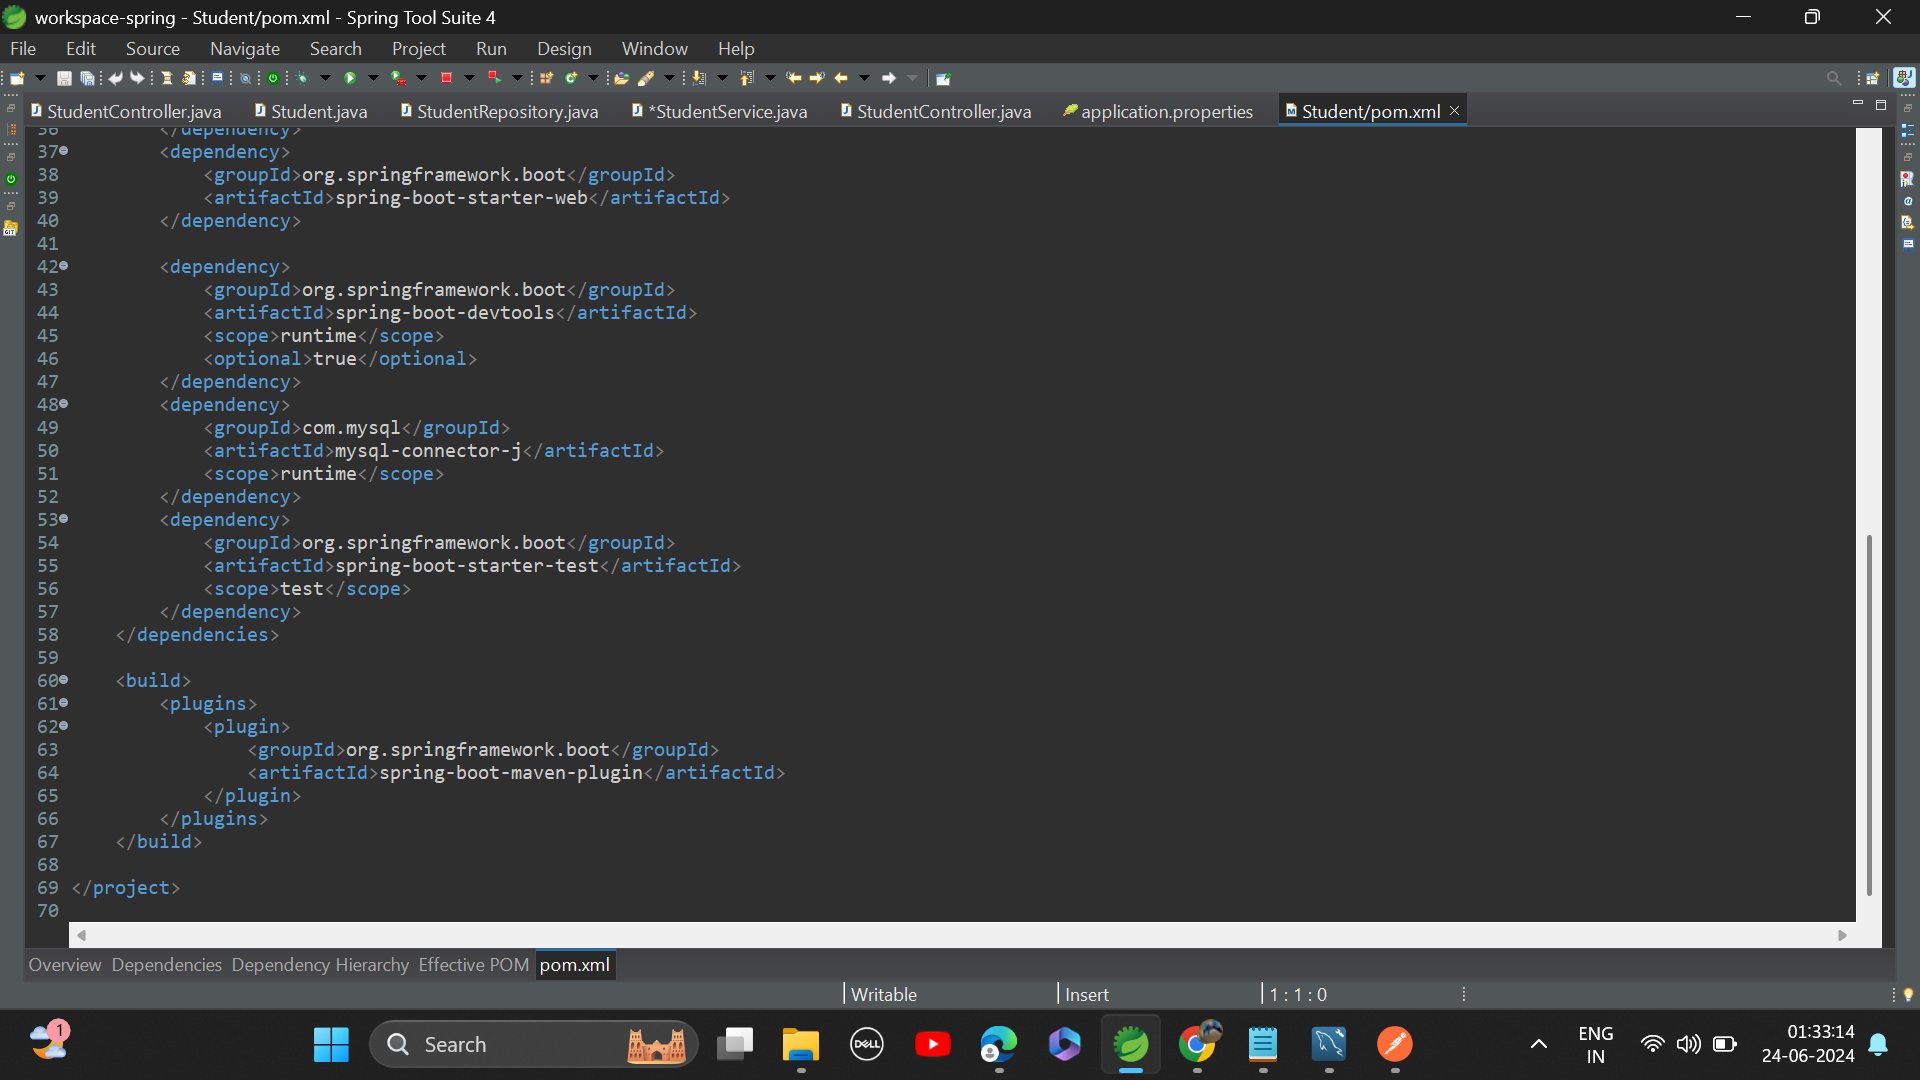 workspace-spring - Student/pom.xml - Spring Tool Suite 4
File Edit Source Navigate Search Project Run Design Window Help
StudentController.java Student.java StudentRepository.java *StudentService.java StudentController.java application.properties Student/pom.xml
36 </dependency>
37 <dependency>
38 <groupId>org.springframework.boot</groupId>
39 <artifactId>spring-boot-starter-web</artifactId>
40 </dependency>
41
42 <dependency>
43 <groupId>org.springframework.boot</groupId>
44 <artifactId>spring-boot-devtools</artifactId>
45 <scope>runtime</scope>
46 <optional>true</optional>
47 </dependency>
48 <dependency>
49 <groupId>com.mysql</groupId>
50 <artifactId>mysql-connector-j</artifactId>
51 <scope>runtime</scope>
52 </dependency>
53 <dependency>
54 <groupId>org.springframework.boot</groupId>
55 <artifactId>spring-boot-starter-test</artifactId>
56 <scope>test</scope>
57 </dependency>
58 </dependencies>
59
60 <build>
61 <plugins>
62 <plugin>
63 <groupId>org.springframework.boot</groupId>
64 <artifactId>spring-boot-maven-plugin</artifactId>
65 </plugin>
66 </plugins>
67 </build>
68
69 </project>
70
Overview Dependencies Dependency Hierarchy Effective POM pom.xml
Writable Insert 1 : 1 : 0
1 Search DELL ENG 01:33:14
IN 24-06-2024